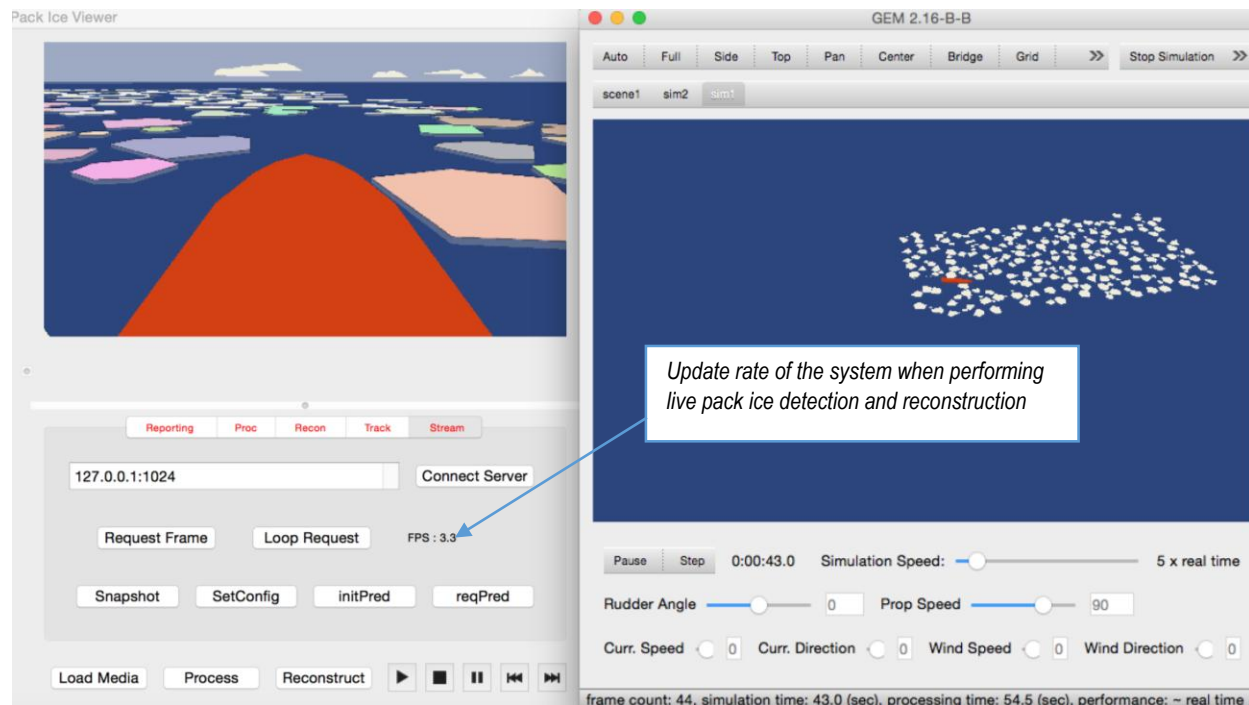 Pack Ice Viewer
GEM 2.16-B-B
Auto Full Side Top Pan Center Bridge Grid >> Stop Simulation >>
scene1 sim2 sim1
Update rate of the system when performing
live pack ice detection and reconstruction
Reporting Proc Recon Track Stream
127.0.0.1:1024 Connect Server
Request Frame Loop Request FPS : 3.3
Snapshot SetConfig initPred reqPred
Load Media Process Reconstruct
Pause Step 0:00:43.0 Simulation Speed: 5 x real time
Rudder Angle 0 Prop Speed 90
Curr. Speed 0 Curr. Direction 0 Wind Speed 0 Wind Direction 0
frame count: 44, simulation time: 43.0 (sec), processing time: 54.5 (sec), performance: ~ real time